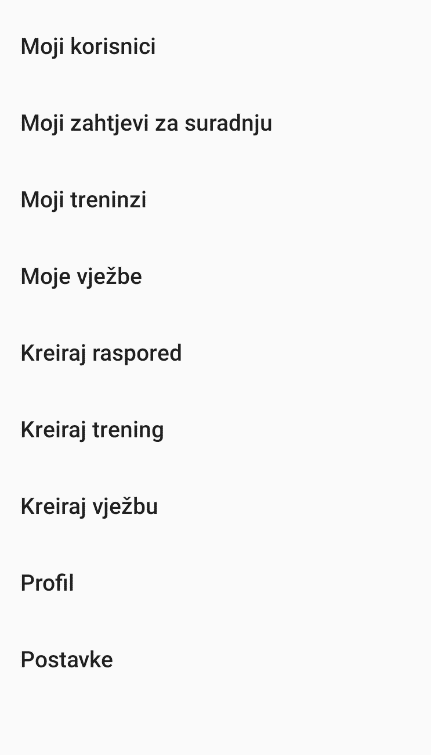 Moji korisnici
Moji zahtjevi za suradnju
Moji treninzi
Moje vježbe
Kreiraj raspored
Kreiraj trening
Kreiraj vježbu
Profil
Postavke